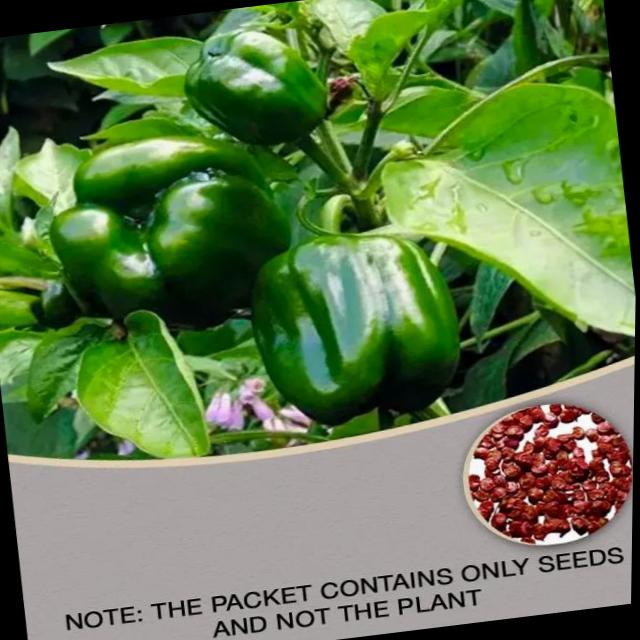 NOTE: THE PACKET CONTAINS ONLY SEEDS
AND NOT THE PLANT